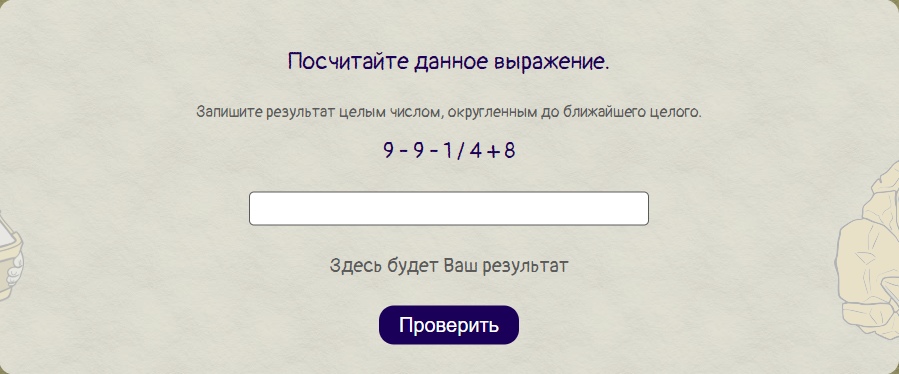 Посчитайте данное выражение.
Запишите результат целым числом, округленным до ближайшего целого.
9 - 9 - 1 / 4 + 8
Здесь будет Ваш результат
Проверить